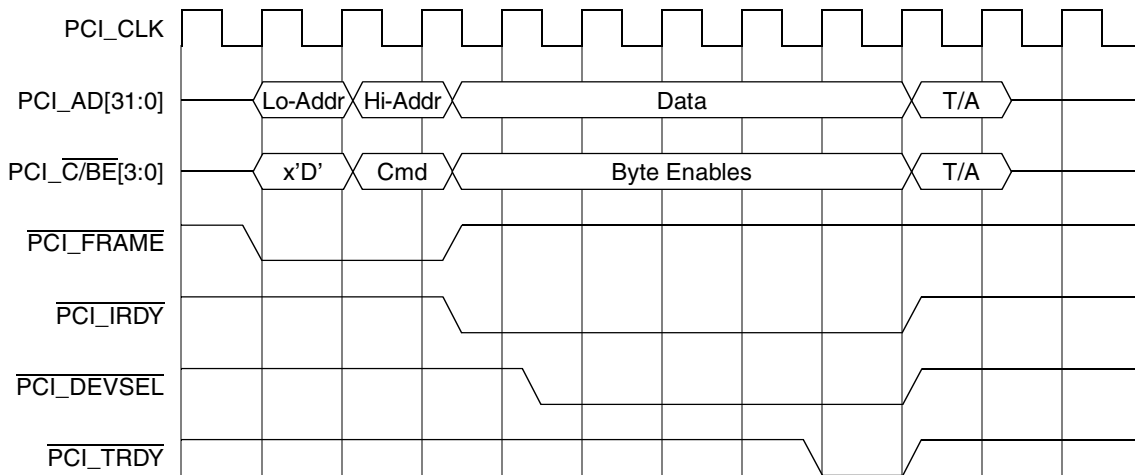 PCI_CLK
PCI_AD[31:0] Lo-Addr Hi-Addr Data T/A
PCI_C/BE[3:0] x'D' Cmd Byte Enables T/A
PCI_FRAME
PCI_IRDY
PCI_DEVSEL
PCI_TRDY